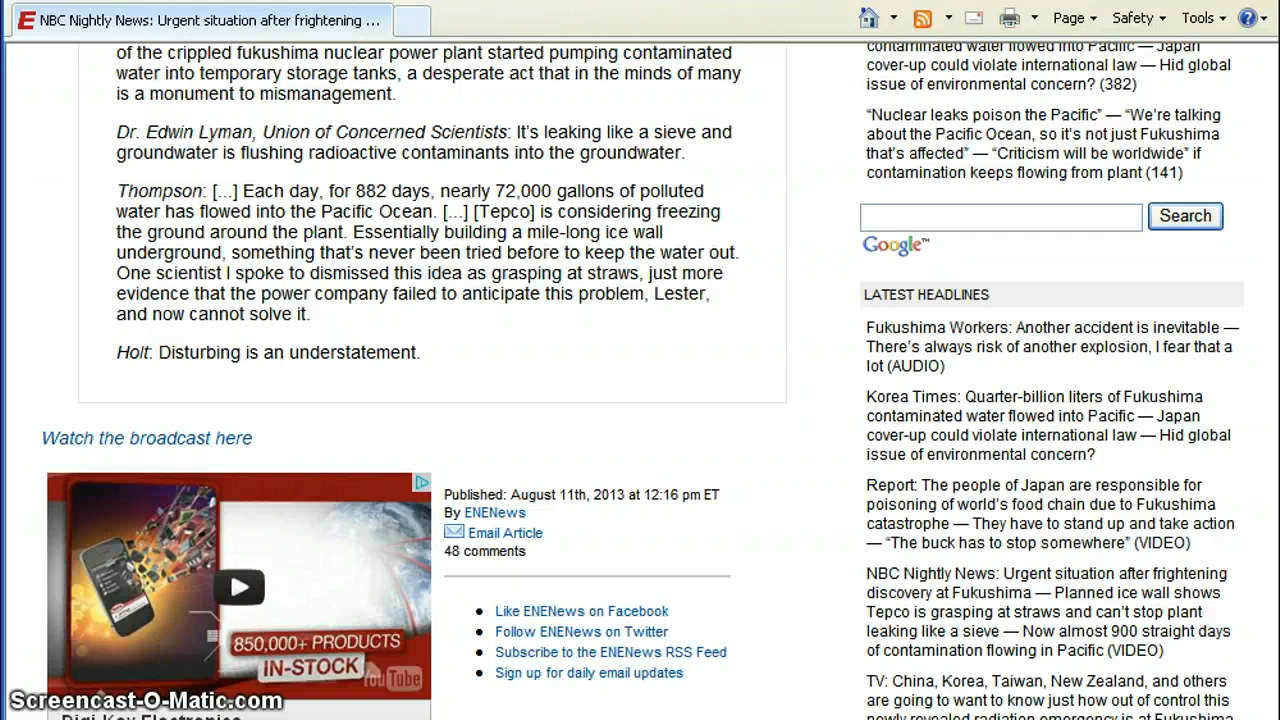 NBC Nightly News: Urgent situation after frightening ...
Page
Safety
Tools
of the crippled fukushima nuclear power plant started pumping contaminated
water into temporary storage tanks, a desperate act that in the minds of many
is a monument to mismanagement.
Dr. Edwin Lyman, Union of Concerned Scientists: It's leaking like a sieve and
groundwater is flushing radioactive contaminants into the groundwater.
Thompson: [...] Each day, for 882 days, nearly 72,000 gallons of polluted
water has flowed into the Pacific Ocean. [...] [Tepco] is considering freezing
the ground around the plant. Essentially building a mile-long ice wall
underground, something that's never been tried before to keep the water out.
One scientist I spoke to dismissed this idea as grasping at straws, just more
evidence that the power company failed to anticipate this problem, Lester,
and now cannot solve it.
Holt: Disturbing is an understatement.
Watch the broadcast here
850,000+ PRODUCTS
IN-STOCK
YouTube
Screencast-O-Matic.com
Digi-Key Electronics
Published: August 11th, 2013 at 12:16 pm ET
By ENENews
Email Article
48 comments
Like ENENews on Facebook
Follow ENENews on Twitter
Subscribe to the ENENews RSS Feed
Sign up for daily email updates
contaminated water flowed into Pacific — Japan
cover-up could violate international law — Hid global
issue of environmental concern? (382)
“Nuclear leaks poison the Pacific” — “We're talking
about the Pacific Ocean, so it's not just Fukushima
that's affected” — “Criticism will be worldwide” if
contamination keeps flowing from plant (141)
Search
Google™
LATEST HEADLINES
Fukushima Workers: Another accident is inevitable —
There's always risk of another explosion, I fear that a
lot (AUDIO)
Korea Times: Quarter-billion liters of Fukushima
contaminated water flowed into Pacific — Japan
cover-up could violate international law — Hid global
issue of environmental concern?
Report: The people of Japan are responsible for
poisoning of world's food chain due to Fukushima
catastrophe — They have to stand up and take action
— “The buck has to stop somewhere” (VIDEO)
NBC Nightly News: Urgent situation after frightening
discovery at Fukushima — Planned ice wall shows
Tepco is grasping at straws and can't stop plant
leaking like a sieve — Now almost 900 straight days
of contamination flowing in Pacific (VIDEO)
TV: China, Korea, Taiwan, New Zealand, and others
are going to want to know just how out of control this
newly revealed radiation emergency is at Fukushima